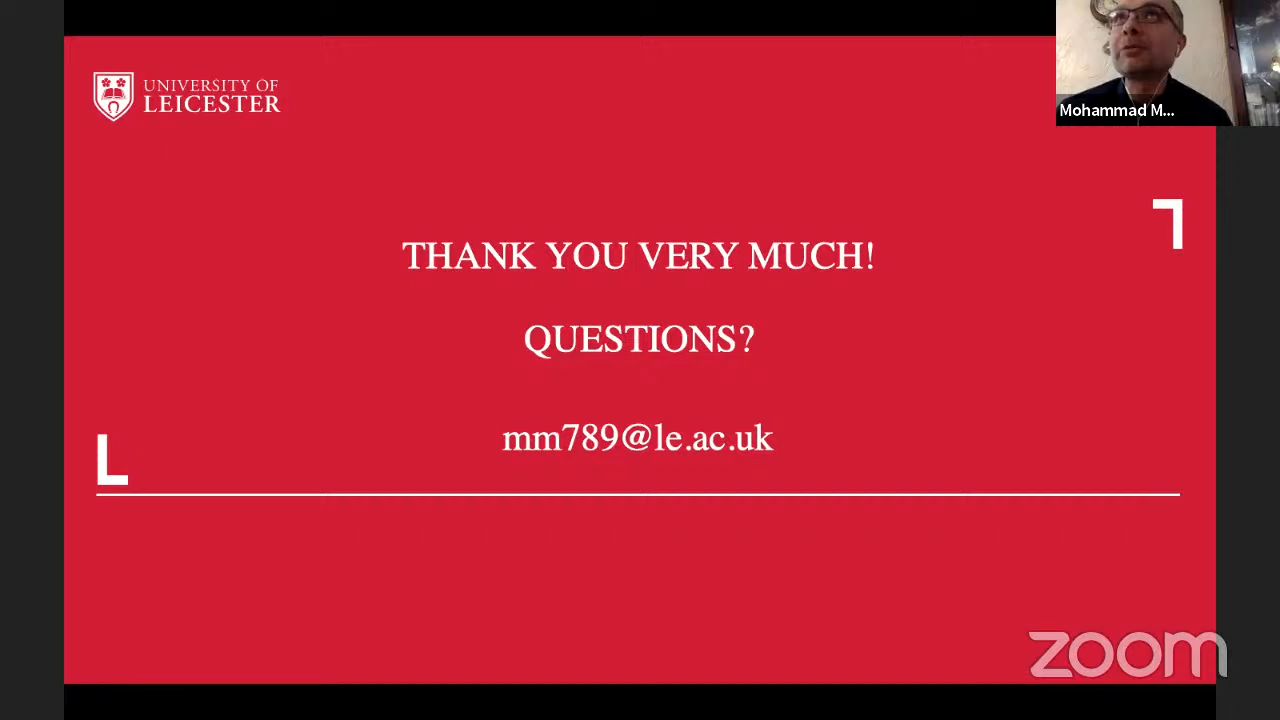 UNIVERSITY OF
LEICESTER
Mohammad M...
THANK YOU VERY MUCH!
QUESTIONS?
mm789@le.ac.uk
zoom